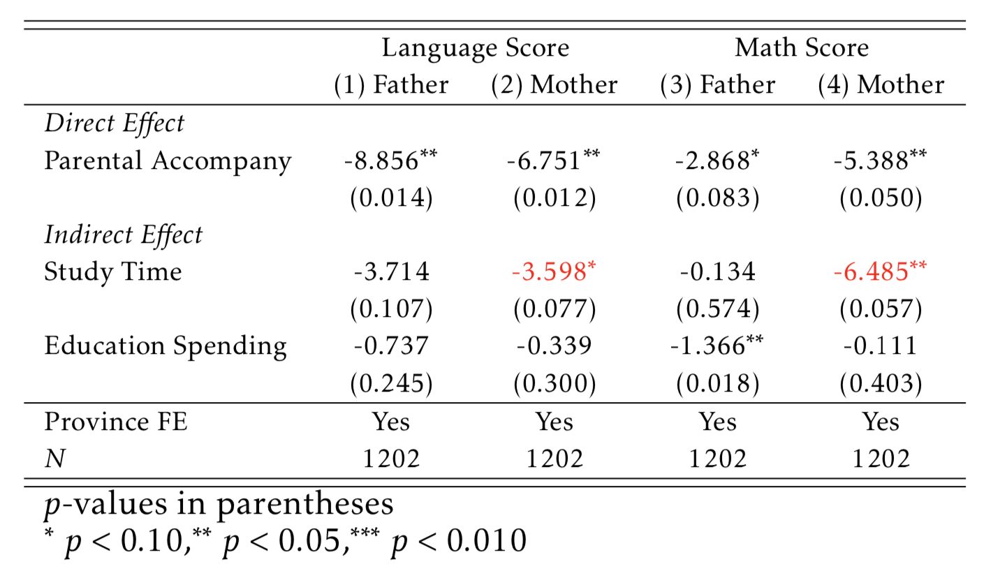 Language Score Math Score
(1) Father (2) Mother (3) Father (4) Mother
Direct Effect
Parental Accompany -8.856** -6.751** -2.868* -5.388**
(0.014) (0.012) (0.083) (0.050)
Indirect Effect
Study Time -3.714 -3.598* -0.134 -6.485**
(0.107) (0.077) (0.574) (0.057)
Education Spending -0.737 -0.339 -1.366** -0.111
(0.245) (0.300) (0.018) (0.403)
Province FE Yes Yes Yes Yes
N 1202 1202 1202 1202
p-values in parentheses
* p < 0.10,** p < 0.05,*** p < 0.010